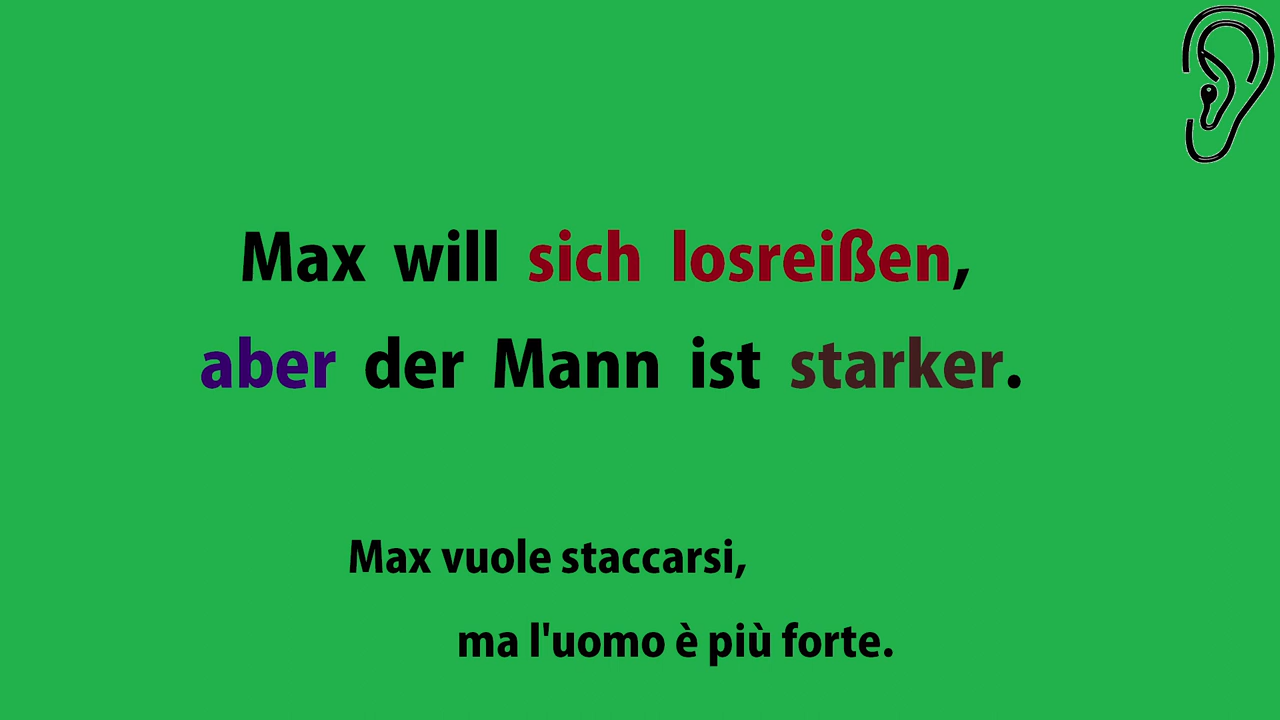 Max will sich losreißen,
aber der Mann ist starker.
Max vuole staccarsi,
ma l'uomo è più forte.